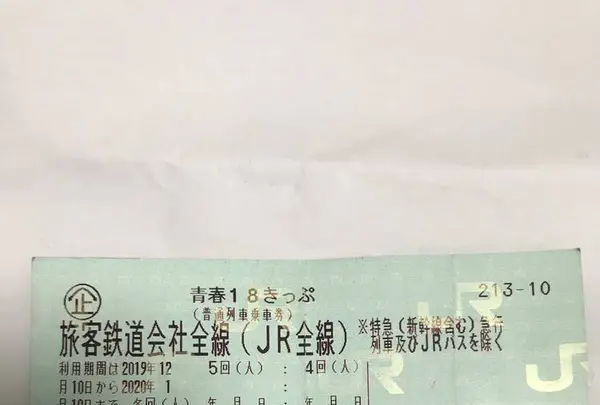 企 青春18きっぷ 213-10
(普通列車乗車券)
旅客鉄道会社全線(JR全線) ※特急(新幹線含む)急行
列車及びJRバスを除く
利用期間は2019年12 5回(人) : 4回(人) :
月10日から2020年 1 : :
月10日まで 各回(人) 年 月 日 年 月 日
JR
JR
JR